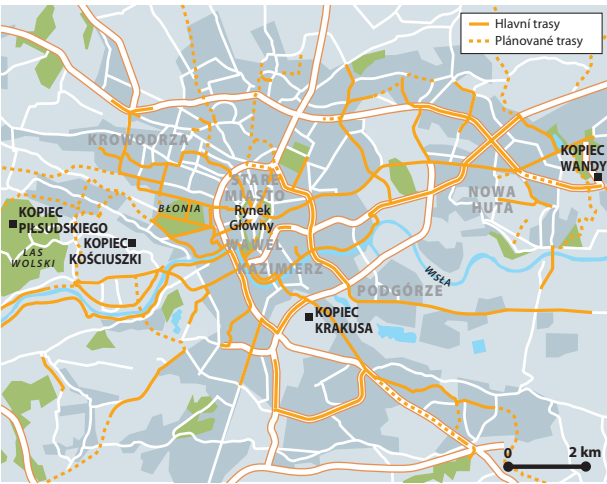 Hlavní trasy
Plánované trasy
KROWODRZA
KOPIEC
WANDY
STARE
MIASTO
NOWA
HUTA
BŁONIA
Rynek
Główny
KOPIEC
PIŁSUDSKIEGO
KOPIEC
KOŚCIUSZKI
LAS
WOLSKI
WAWEL
KAZIMIERZ
WISŁA
PODGÓRZE
KOPIEC
KRAKUSA
0 2 km